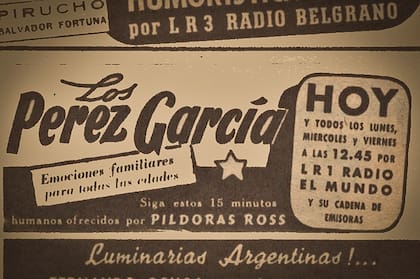 PIRUCHO
SALVADOR FORTUNA
por LR3 RADIO BELGRANO
Los
Perez García
Emociones familiares
para todas las edades
Siga estos 15 minutos
humanos ofrecidos por PILDORAS ROSS
HOY
Y TODOS LOS LUNES,
MIERCOLES y VIERNES
A LAS 12.45 POR
LR1 RADIO
EL MUNDO
Y SU CADENA DE
EMISORAS
Luminarias Argentinas!...